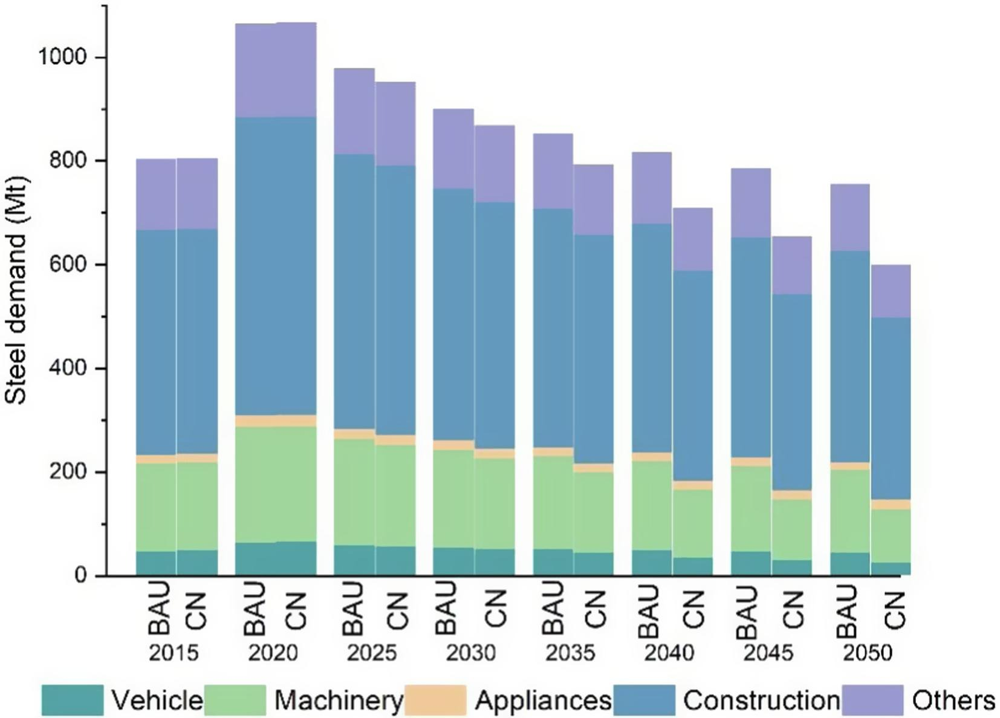 Steel demand (Mt)
1000
800
600
400
200
0
BAU CN BAU CN BAU CN BAU CN BAU CN BAU CN BAU CN BAU CN
2015 2020 2025 2030 2035 2040 2045 2050
Vehicle Machinery Appliances Construction Others